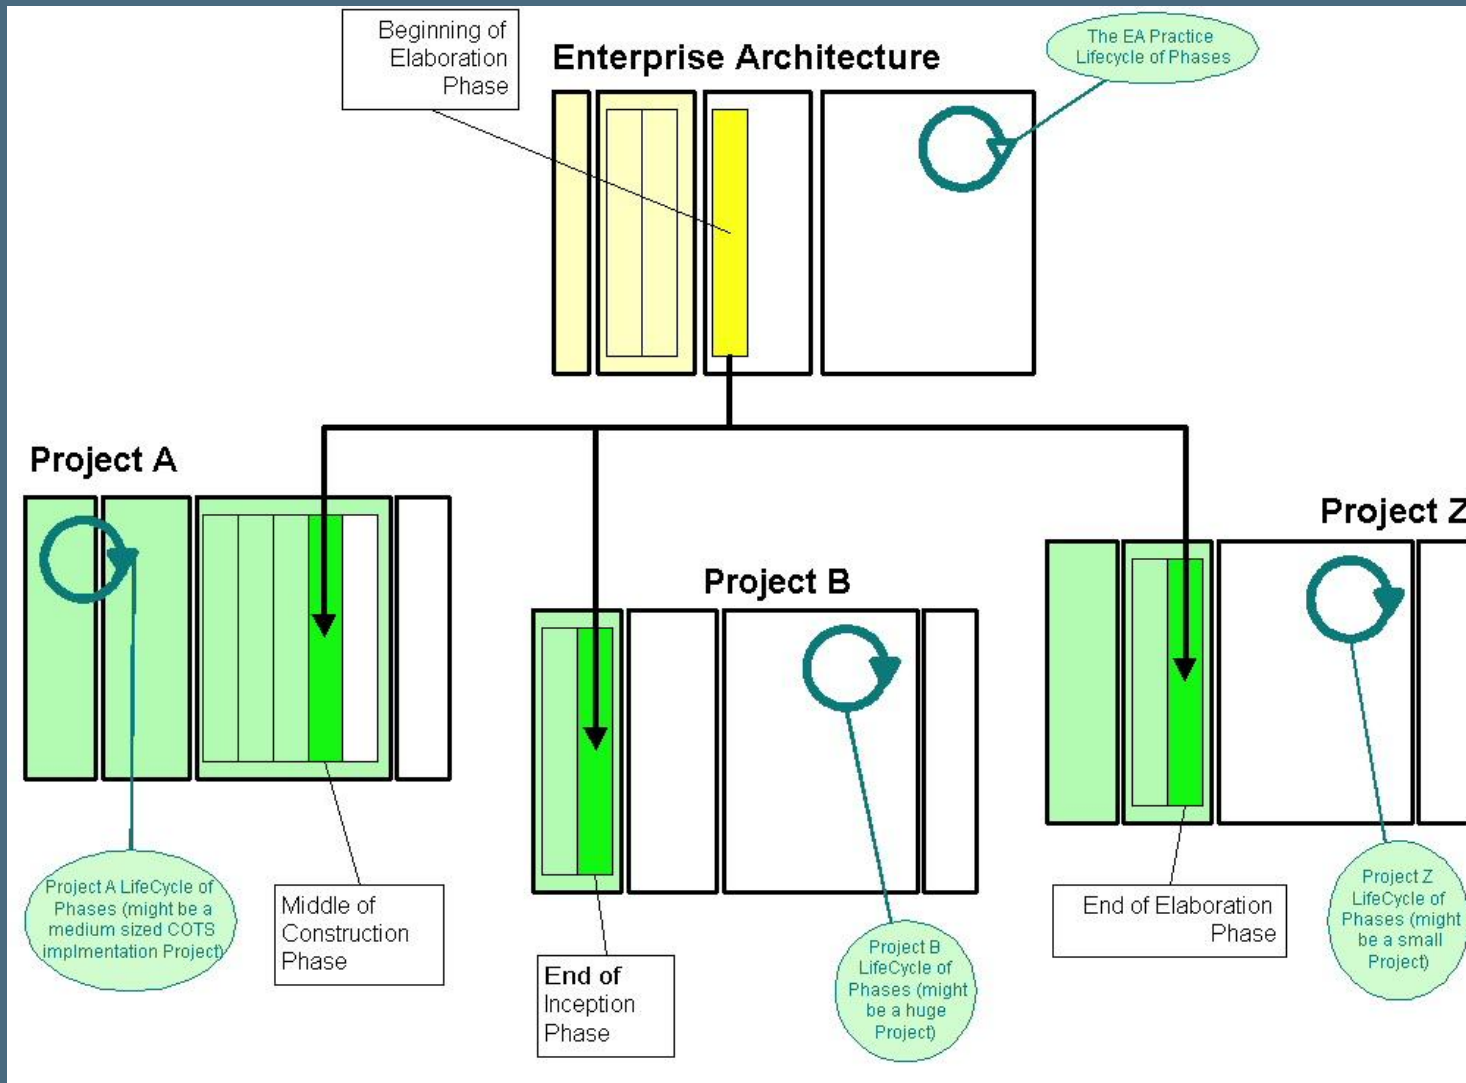 Beginning of
Elaboration
Phase
Enterprise Architecture
The EA Practice
Lifecycle of Phases
Project A
Project B
Project Z
Project A LifeCycle of
Phases (might be a
medium sized COTS
implmentation Project)
Middle of
Construction
Phase
End of
Inception
Phase
Project B
LifeCycle of
Phases (might
be a huge
Project)
End of Elaboration
Phase
Project Z
LifeCycle of
Phases (might
be a small
Project)